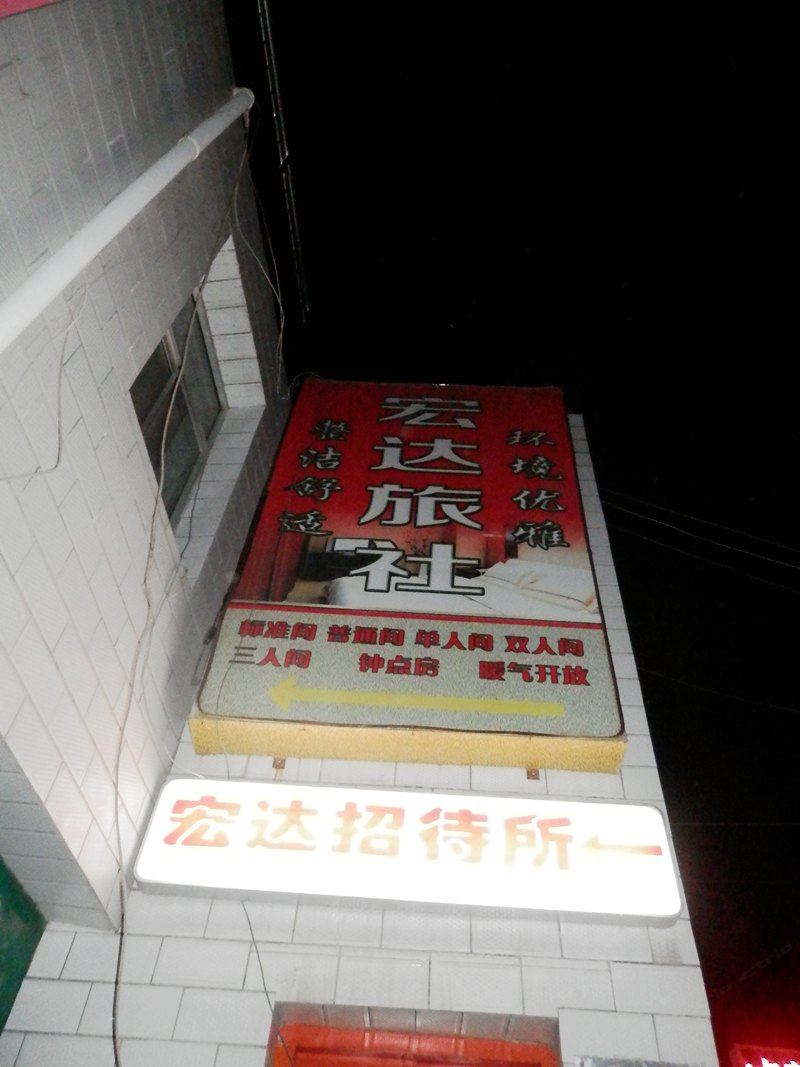 宏达旅社
整洁舒适
环境优雅
标准间 普通间 单人间 双人间
三人间 钟点房 暖气开放
宏达招待所